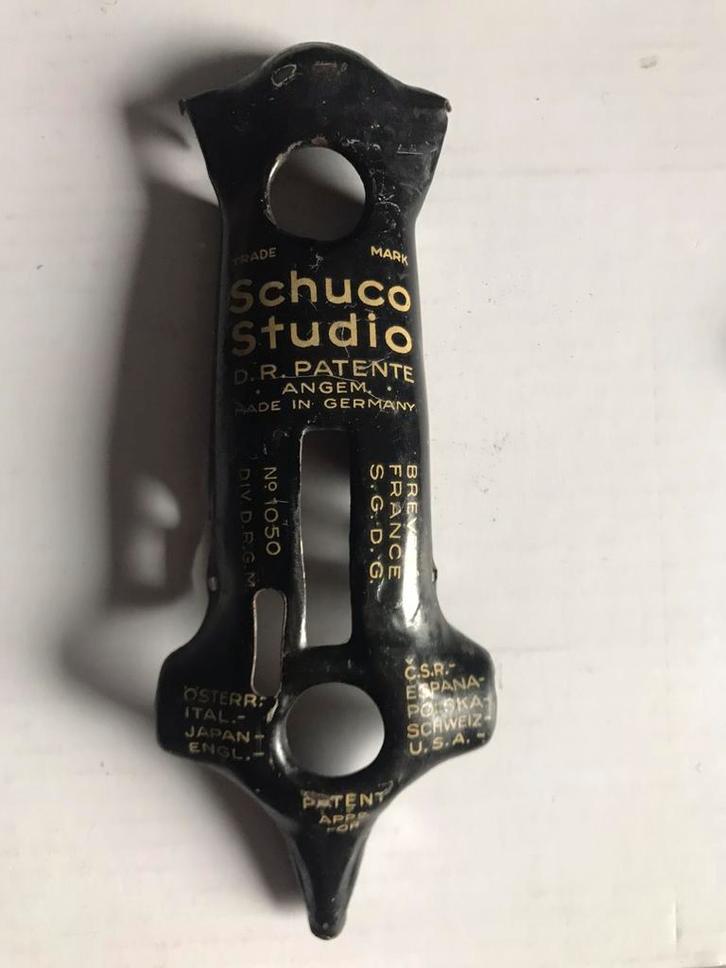 TRADE MARK
Schuco
Studio
D.R. PATENTE
· ANGEM. ·
MADE IN GERMANY
No 1050
DIV D.R.G.M
BREV
FRANCE
S.G.D.G.
ÖSTERR.-
ITAL.-
JAPAN-
ENGL.-
Č.S.R.-
ESPANA-
POLSKA-
SCHWEIZ-
U.S.A.-
PATENT
FOR